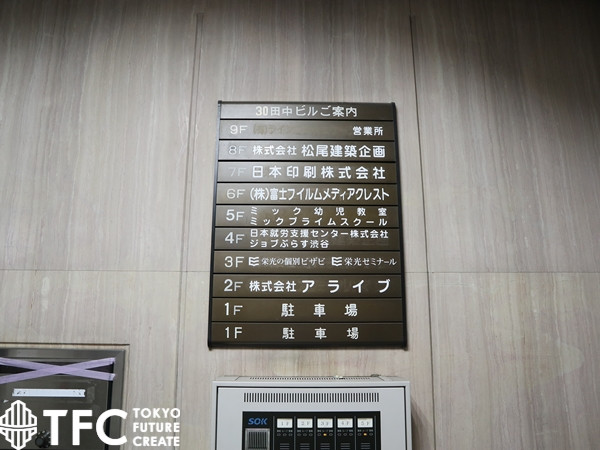 30田中ビルご案内
9F 営業所
8F 株式会社 松尾建築企画
7F 日本印刷株式会社
6F (株)富士フイルムメディアクレスト
5F ミック幼児教室
ミックプライムスクール
4F 日本就労支援センター株式会社
ジョブぷらす渋谷
3F 栄光の個別ビザビ 栄光ゼミナール
2F 株式会社 アライブ
1F 駐車場
1F 駐車場
SOK
TFC TOKYO
FUTURE
CREATE